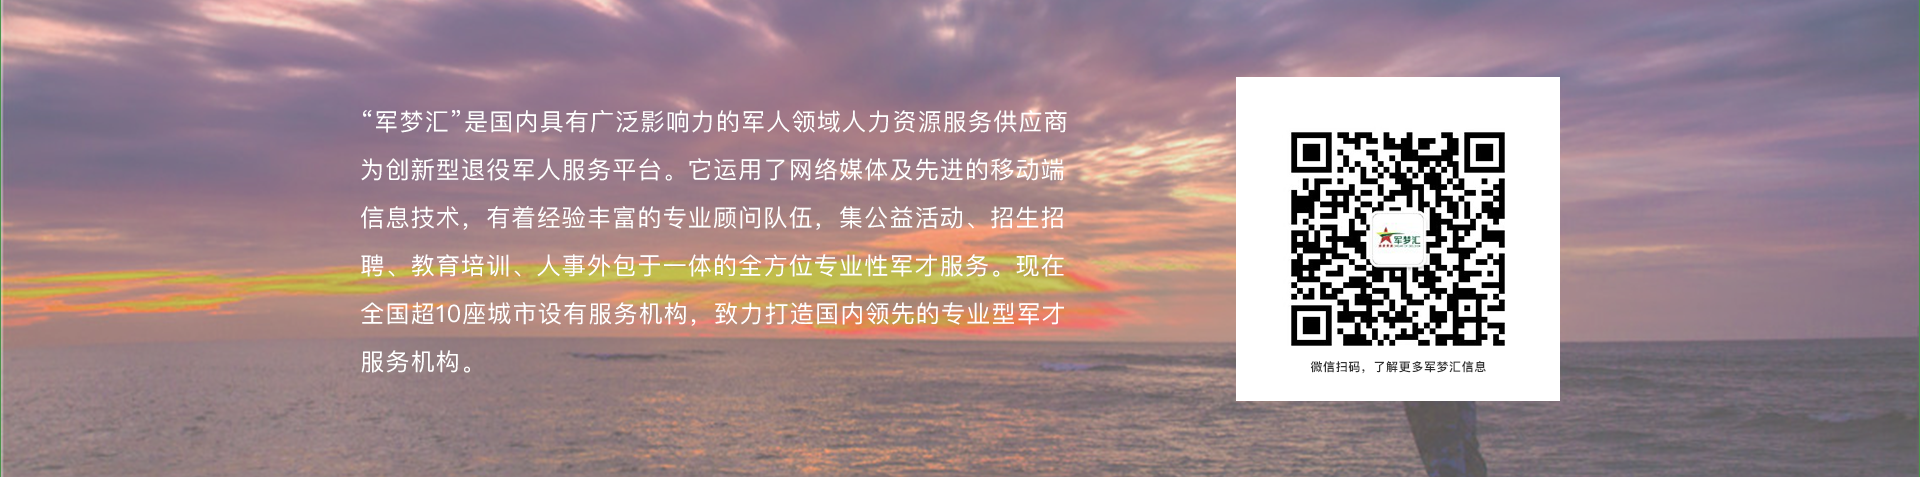 “军梦汇”是国内具有广泛影响力的军人领域人力资源服务供应商
为创新型退役军人服务平台。它运用了网络媒体及先进的移动端
信息技术，有着经验丰富的专业顾问队伍，集公益活动、招生招
聘、教育培训、人事外包于一体的全方位专业性军才服务。现在
全国超10座城市设有服务机构，致力打造国内领先的专业型军才
服务机构。
军梦汇
微信扫码，了解更多军梦汇信息